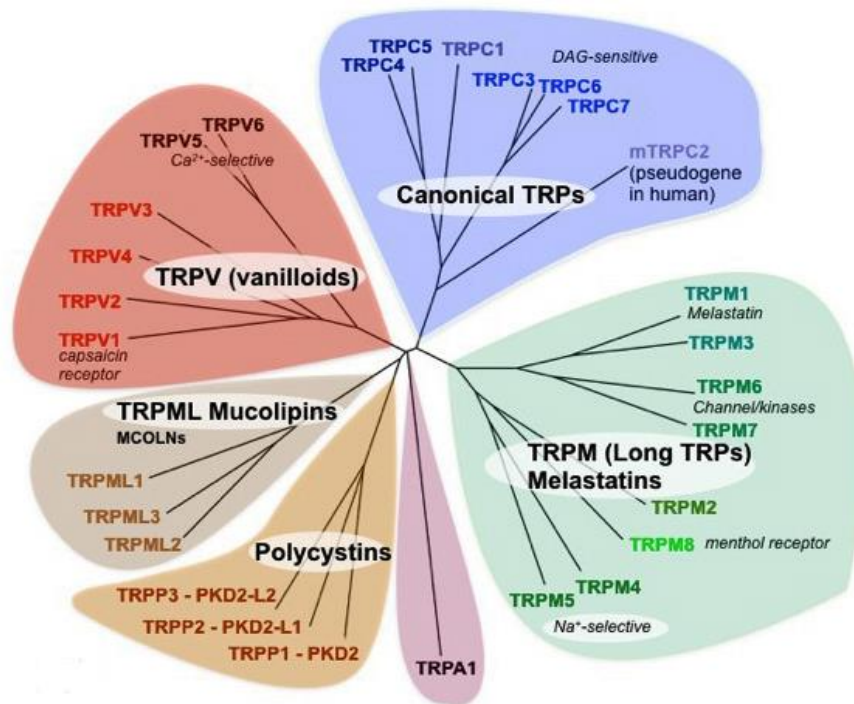 TRPC5 TRPC1
TRPC4
DAG-sensitive
TRPC3 TRPC6
TRPC7
mTRPC2
(pseudogene
in human)
Canonical TRPs
TRPV6
TRPV5
Ca²⁺-selective
TRPV3
TRPV4
TRPV (vanilloids)
TRPV2
TRPV1
capsaicin
receptor
TRPM1
Melastatin
TRPM3
TRPM6
Channel/kinases
TRPM7
TRPM (Long TRPs)
Melastatins
TRPM2
TRPM8 menthol receptor
TRPM4
TRPM5
Na⁺-selective
TRPML Mucolipins
MCOLNs
TRPML1
TRPML3
TRPML2
Polycystins
TRPP3 - PKD2-L2
TRPP2 - PKD2-L1
TRPP1 - PKD2
TRPA1